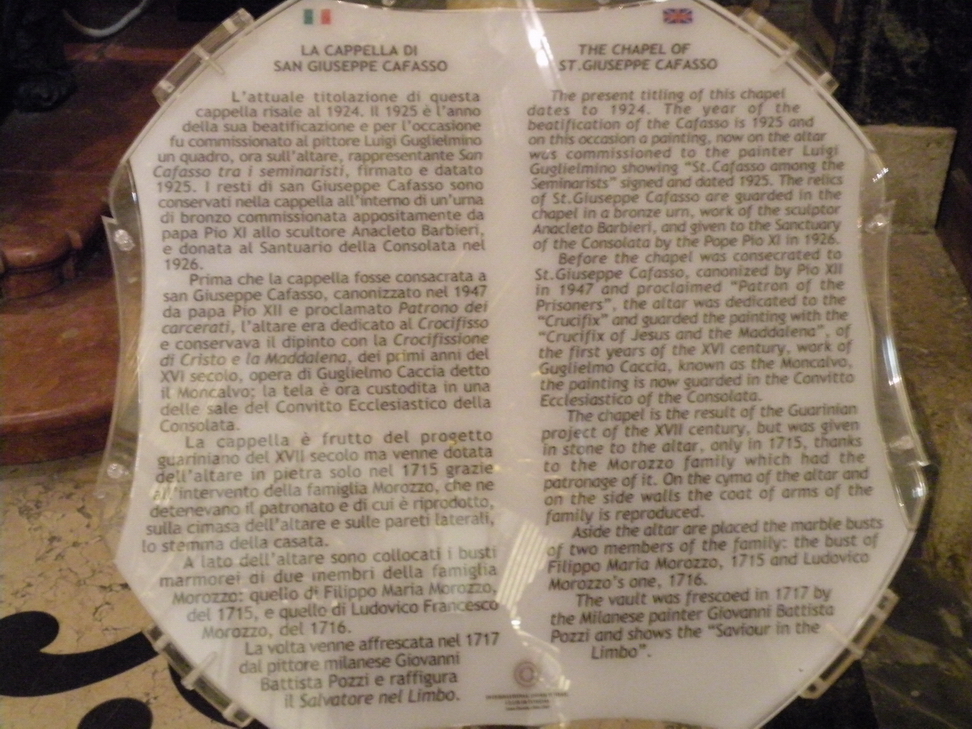 LA CAPPELLA DI
SAN GIUSEPPE CAFASSO
L'attuale titolazione di questa
cappella risale al 1924. Il 1925 è l'anno
della sua beatificazione e per l'occasione
fu commissionato al pittore Luigi Guglielmino
un quadro, ora sull'altare, rappresentante San
Cafasso tra i seminaristi, firmato e datato
1925. I resti di san Giuseppe Cafasso sono
conservati nella cappella all'interno di un'urna
di bronzo commissionata appositamente da
papa Pio XI allo scultore Anacleto Barbieri,
e donata al Santuario della Consolata nel
1926.
Prima che la cappella fosse consacrata a
san Giuseppe Cafasso, canonizzato nel 1947
da papa Pio XII e proclamato Patrono dei
carcerati, l'altare era dedicato al Crocifisso
e conservava il dipinto con la Crocifissione
di Cristo e la Maddalena, dei primi anni del
XVI secolo, opera di Guglielmo Caccia detto
il Moncalvo; la tela è ora custodita in una
delle sale del Convitto Ecclesiastico della
Consolata.
La cappella è frutto del progetto
guariniano del XVII secolo ma venne dotata
dell'altare in pietra solo nel 1715 grazie
all'intervento della famiglia Morozzo, che ne
detenevano il patronato e di cui è riprodotto,
sulla cimasa dell'altare e sulle pareti laterali,
lo stemma della casata.
A lato dell'altare sono collocati i busti
marmorei di due membri della famiglia
Morozzo: quello di Filippo Maria Morozzo,
del 1715, e quello di Ludovico Francesco
Morozzo, del 1716.
La volta venne affrescata nel 1717
dal pittore milanese Giovanni
Battista Pozzi e raffigura
il Salvatore nel Limbo.
THE CHAPEL OF
ST.GIUSEPPE CAFASSO
The present titling of this chapel
dates to 1924. The year of the
beatification of the Cafasso is 1925 and
on this occasion a painting, now on the altar
was commissioned to the painter Luigi
Guglielmino showing "St.Cafasso among the
Seminarists" signed and dated 1925. The relics
of St.Giuseppe Cafasso are guarded in the
chapel in a bronze urn, work of the sculptor
Anacleto Barbieri, and given to the Sanctuary
of the Consolata by the Pope Pio XI in 1926.
Before the chapel was consecrated to
St.Giuseppe Cafasso, canonized by Pio XII
in 1947 and proclaimed "Patron of the
Prisoners", the altar was dedicated to the
"Crucifix" and guarded the painting with the
"Crucifix of Jesus and the Maddalena", of
the first years of the XVI century, work of
Guglielmo Caccia, known as the Moncalvo,
the painting is now guarded in the Convitto
Ecclesiastico of the Consolata.
The chapel is the result of the Guarinian
project of the XVII century, but was given
in stone to the altar, only in 1715, thanks
to the Morozzo family which had the
patronage of it. On the cyma of the altar and
on the side walls the coat of arms of the
family is reproduced.
Aside the altar are placed the marble busts
of two members of the family: the bust of
Filippo Maria Morozzo, 1715 and Ludovico
Morozzo's one, 1716.
The vault was frescoed in 1717 by
the Milanese painter Giovanni Battista
Pozzi and shows the "Saviour in the
Limbo".